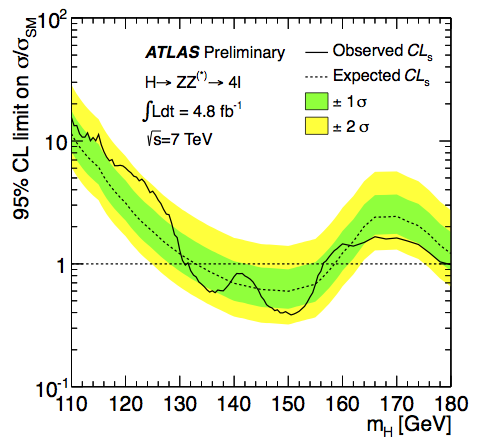 10²
ATLAS Preliminary
H→ ZZ⁽*⁾→ 4l
∫Ldt = 4.8 fb⁻¹
√s=7 TeV
Observed CLₛ
Expected CLₛ
± 1 σ
± 2 σ
95% CL limit on σ/σSM
10
1
10⁻¹
110 120 130 140 150 160 170 180
mH [GeV]